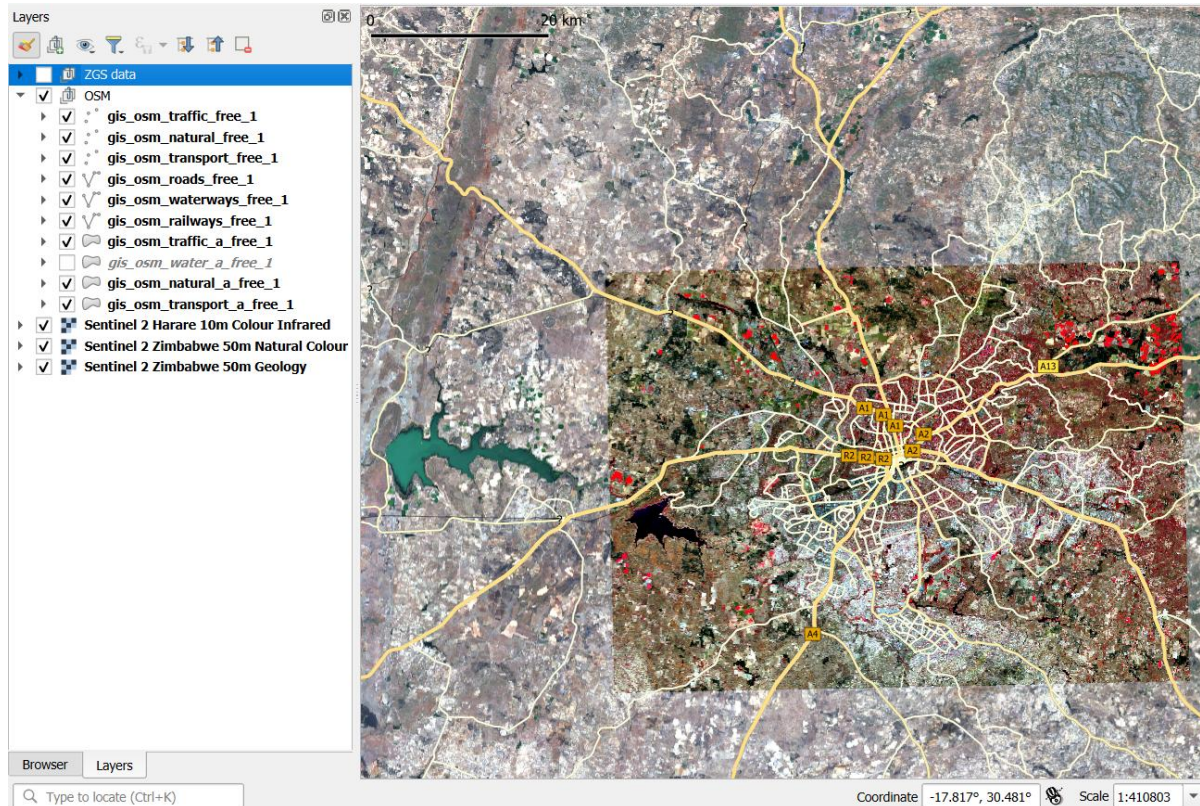 Layers
ZGS data
OSM
gis_osm_traffic_free_1
gis_osm_natural_free_1
gis_osm_transport_free_1
gis_osm_roads_free_1
gis_osm_waterways_free_1
gis_osm_railways_free_1
gis_osm_traffic_a_free_1
gis_osm_water_a_free_1
gis_osm_natural_a_free_1
gis_osm_transport_a_free_1
Sentinel 2 Harare 10m Colour Infrared
Sentinel 2 Zimbabwe 50m Natural Colour
Sentinel 2 Zimbabwe 50m Geology
Browser
Layers
Type to locate (Ctrl+K)
0 20 km
A13
A1
A1
A1
A2
A2
R2 R2 R2
A4
Coordinate -17.817°, 30.481° Scale 1:410803